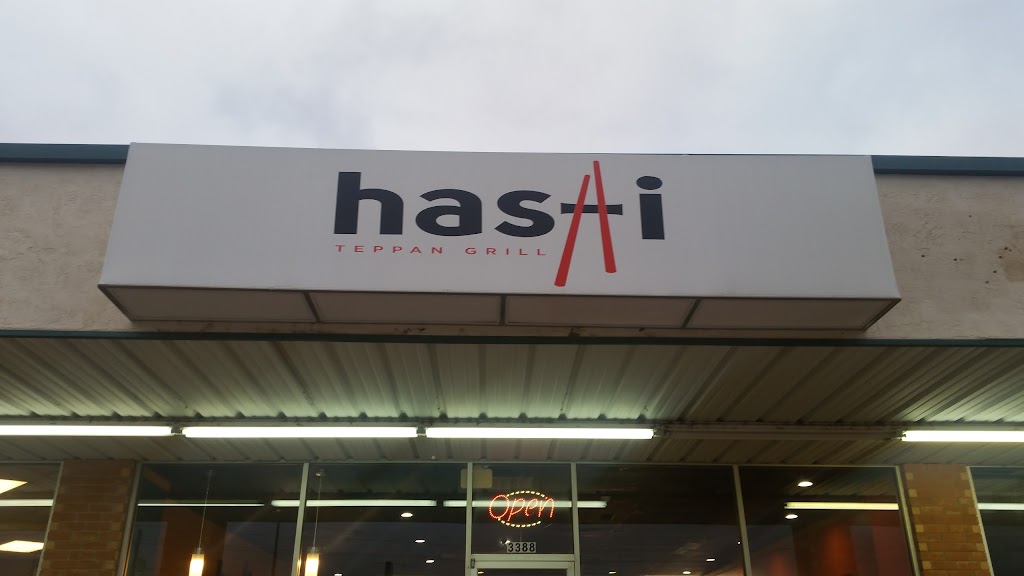 hasHi
TEPPAN GRILL
Open
3388